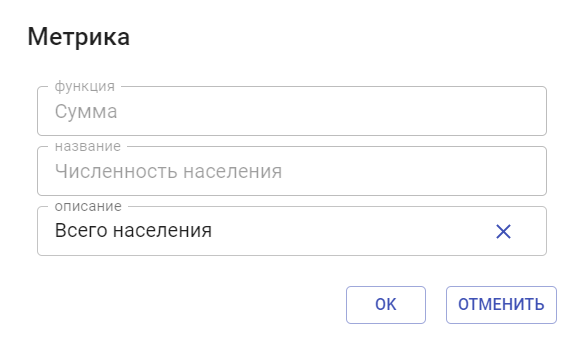 Метрика
функция
Сумма
название
Численность населения
описание
Всего населения
ОК
ОТМЕНИТЬ